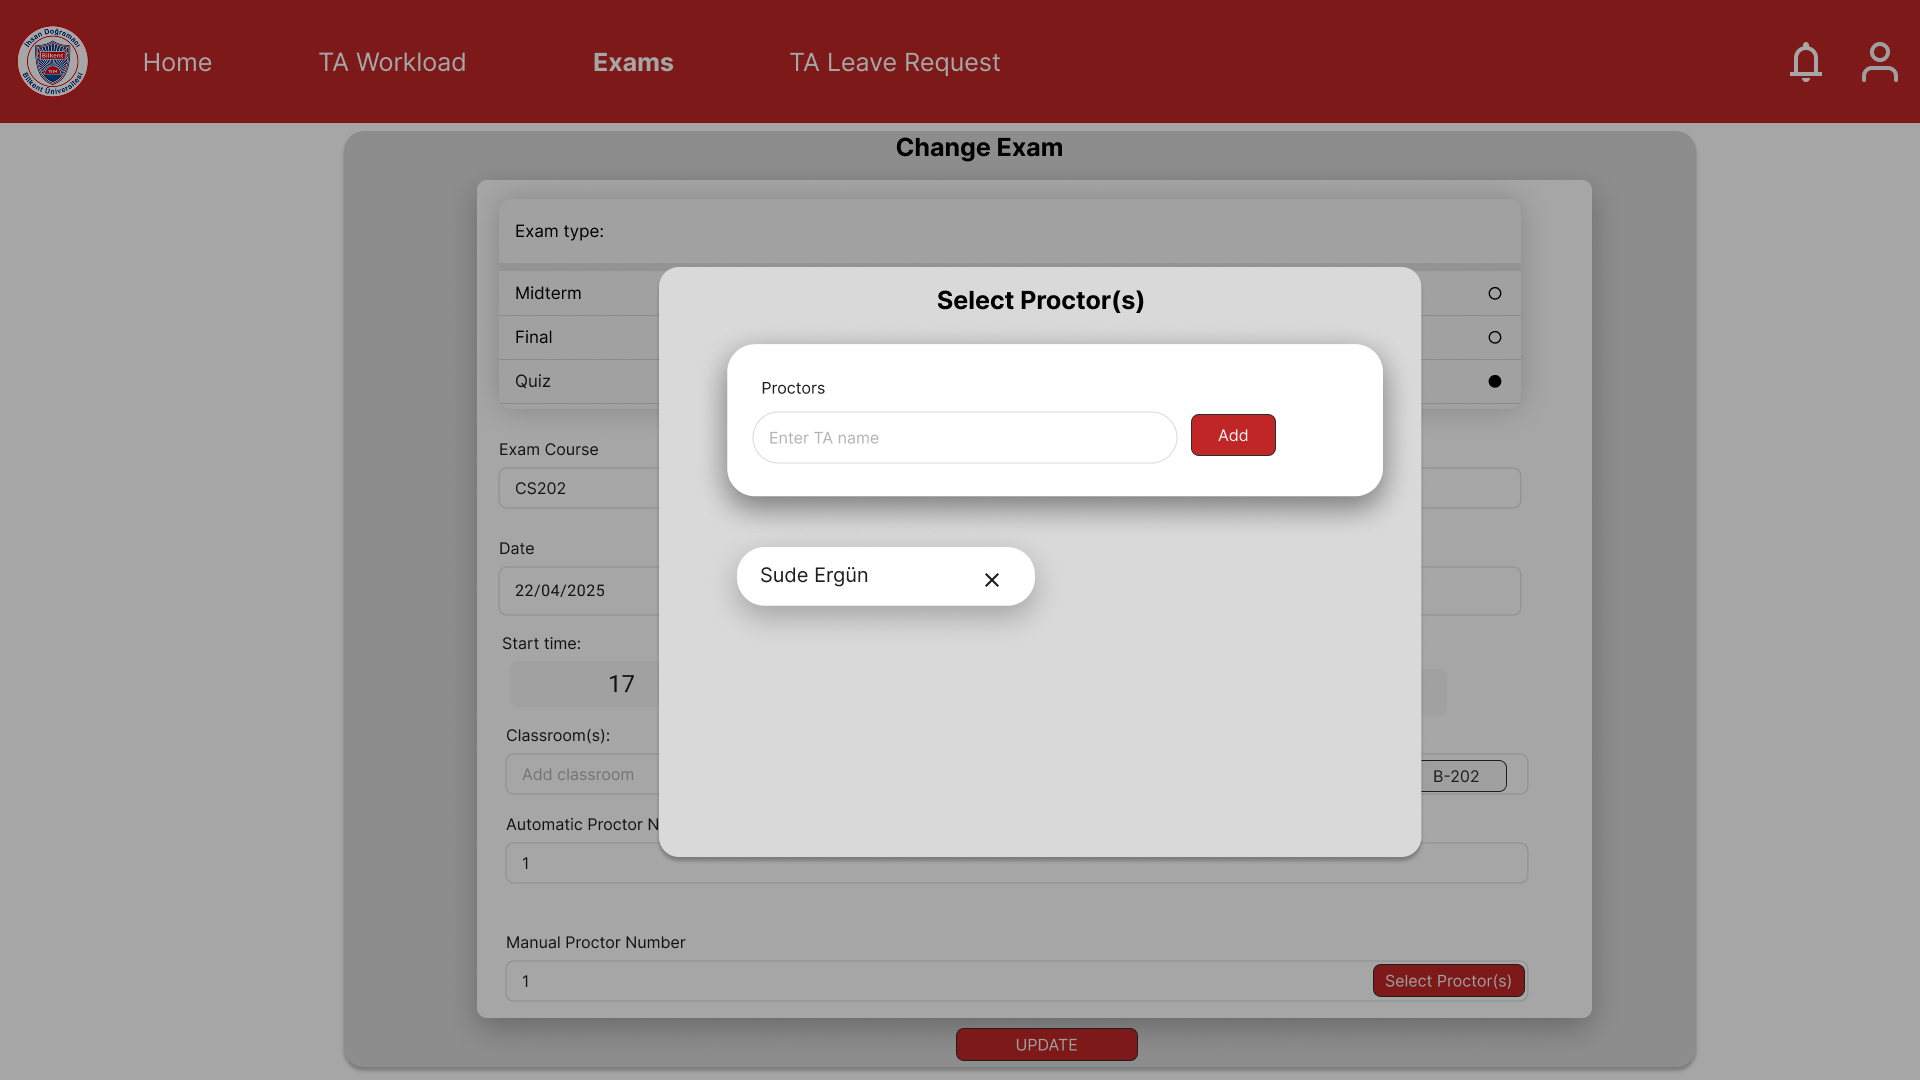 İhsan Doğramacı
Bilkent
Bilkent Üniversitesi
Home
TA Workload
Exams
TA Leave Request
Change Exam
Exam type:
Midterm
Final
Quiz
Select Proctor(s)
Proctors
Enter TA name
Add
Sude Ergün
Exam Course
CS202
Date
22/04/2025
Start time:
17
Classroom(s):
Add classroom
B-202
Automatic Proctor N
1
Manual Proctor Number
1
Select Proctor(s)
UPDATE